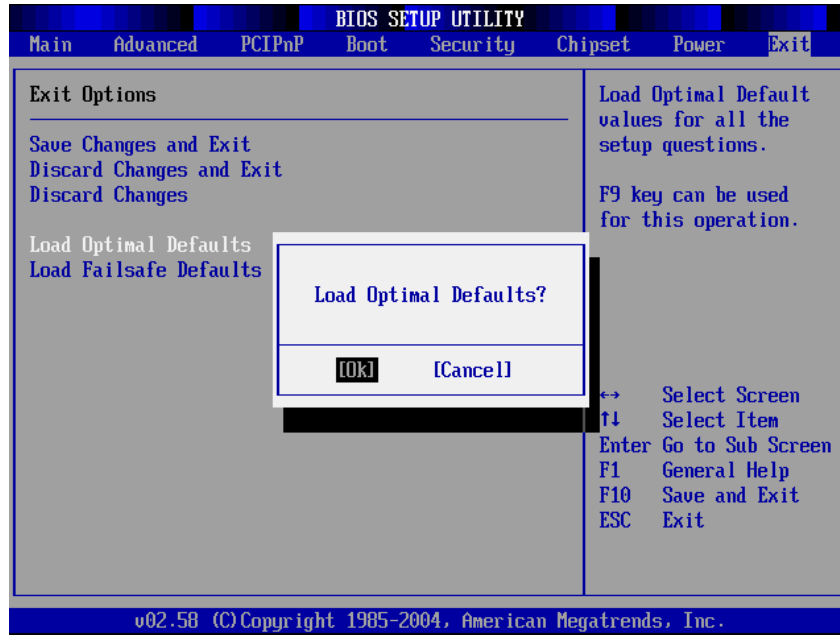 BIOS SETUP UTILITY
Main Advanced PCIPnP Boot Security Chipset Power Exit
Exit Options
Save Changes and Exit
Discard Changes and Exit
Discard Changes
Load Optimal Defaults
Load Failsafe Defaults
Load Optimal Defaults?
[Ok] [Cancel]
Load Optimal Default
values for all the
setup questions.
F9 key can be used
for this operation.
↔ Select Screen
↑↓ Select Item
Enter Go to Sub Screen
F1 General Help
F10 Save and Exit
ESC Exit
v02.58 (C)Copyright 1985-2004, American Megatrends, Inc.